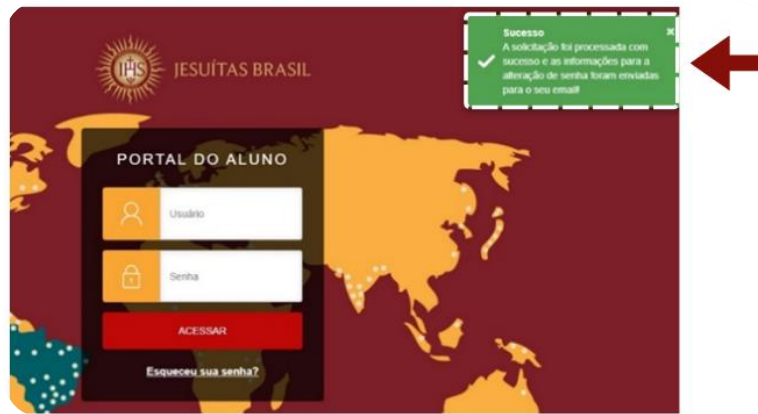 Sucesso
A solicitação foi processada com
sucesso e as informações para a
alteração de senha foram enviadas
para o seu email!
IHS
JESUÍTAS BRASIL
PORTAL DO ALUNO
Usuário
Senha
ACESSAR
Esqueceu sua senha?